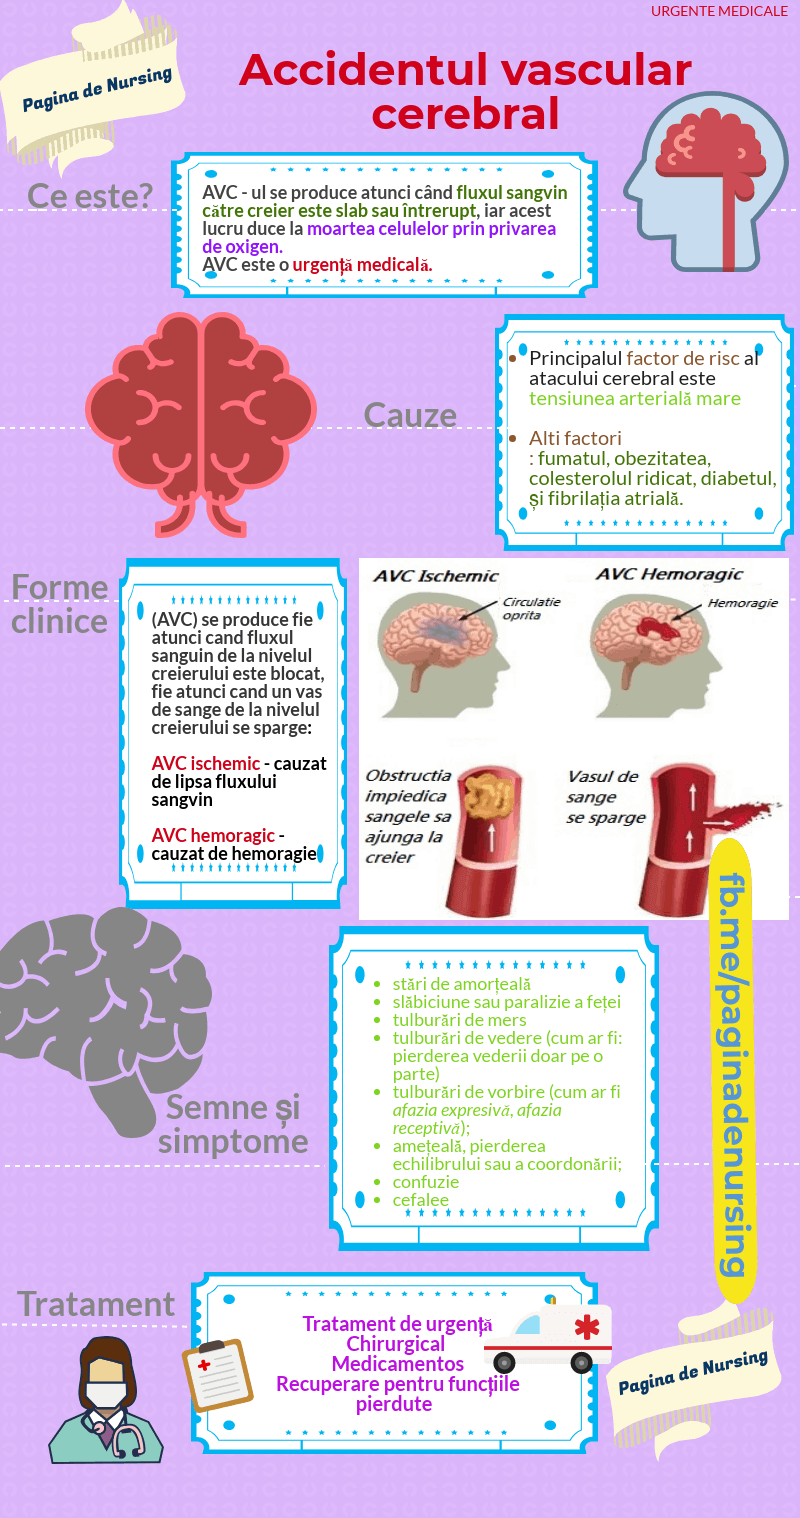 URGENTE MEDICALE
Pagina de Nursing
Accidentul vascular
cerebral
Ce este?
AVC - ul se produce atunci când fluxul sangvin
către creier este slab sau întrerupt, iar acest
lucru duce la moartea celulelor prin privarea
de oxigen.
AVC este o urgență medicală.
Cauze
Principalul factor de risc al
atacului cerebral este
tensiunea arterială mare
Alti factori
: fumatul, obezitatea,
colesterolul ridicat, diabetul,
și fibrilația atrială.
Forme
clinice
(AVC) se produce fie
atunci cand fluxul
sanguin de la nivelul
creierului este blocat,
fie atunci cand un vas
de sange de la nivelul
creierului se sparge:
AVC ischemic - cauzat
de lipsa fluxului
sangvin
AVC hemoragic -
cauzat de hemoragie
AVC Ischemic
Circulatie
oprita
AVC Hemoragic
Hemoragie
Obstructia
impiedica
sangele sa
ajunga la
creier
Vasul de
sange
se sparge
fb.me/paginadenursing
Semne și
simptome
stări de amorțeală
slăbiciune sau paralizie a feței
tulburări de mers
tulburări de vedere (cum ar fi:
pierderea vederii doar pe o
parte)
tulburări de vorbire (cum ar fi
afazia expresivă, afazia
receptivă);
amețeală, pierderea
echilibrului sau a coordonării;
confuzie
cefalee
Tratament
Tratament de urgență
Chirurgical
Medicamentos
Recuperare pentru funcțiile
pierdute
Pagina de Nursing